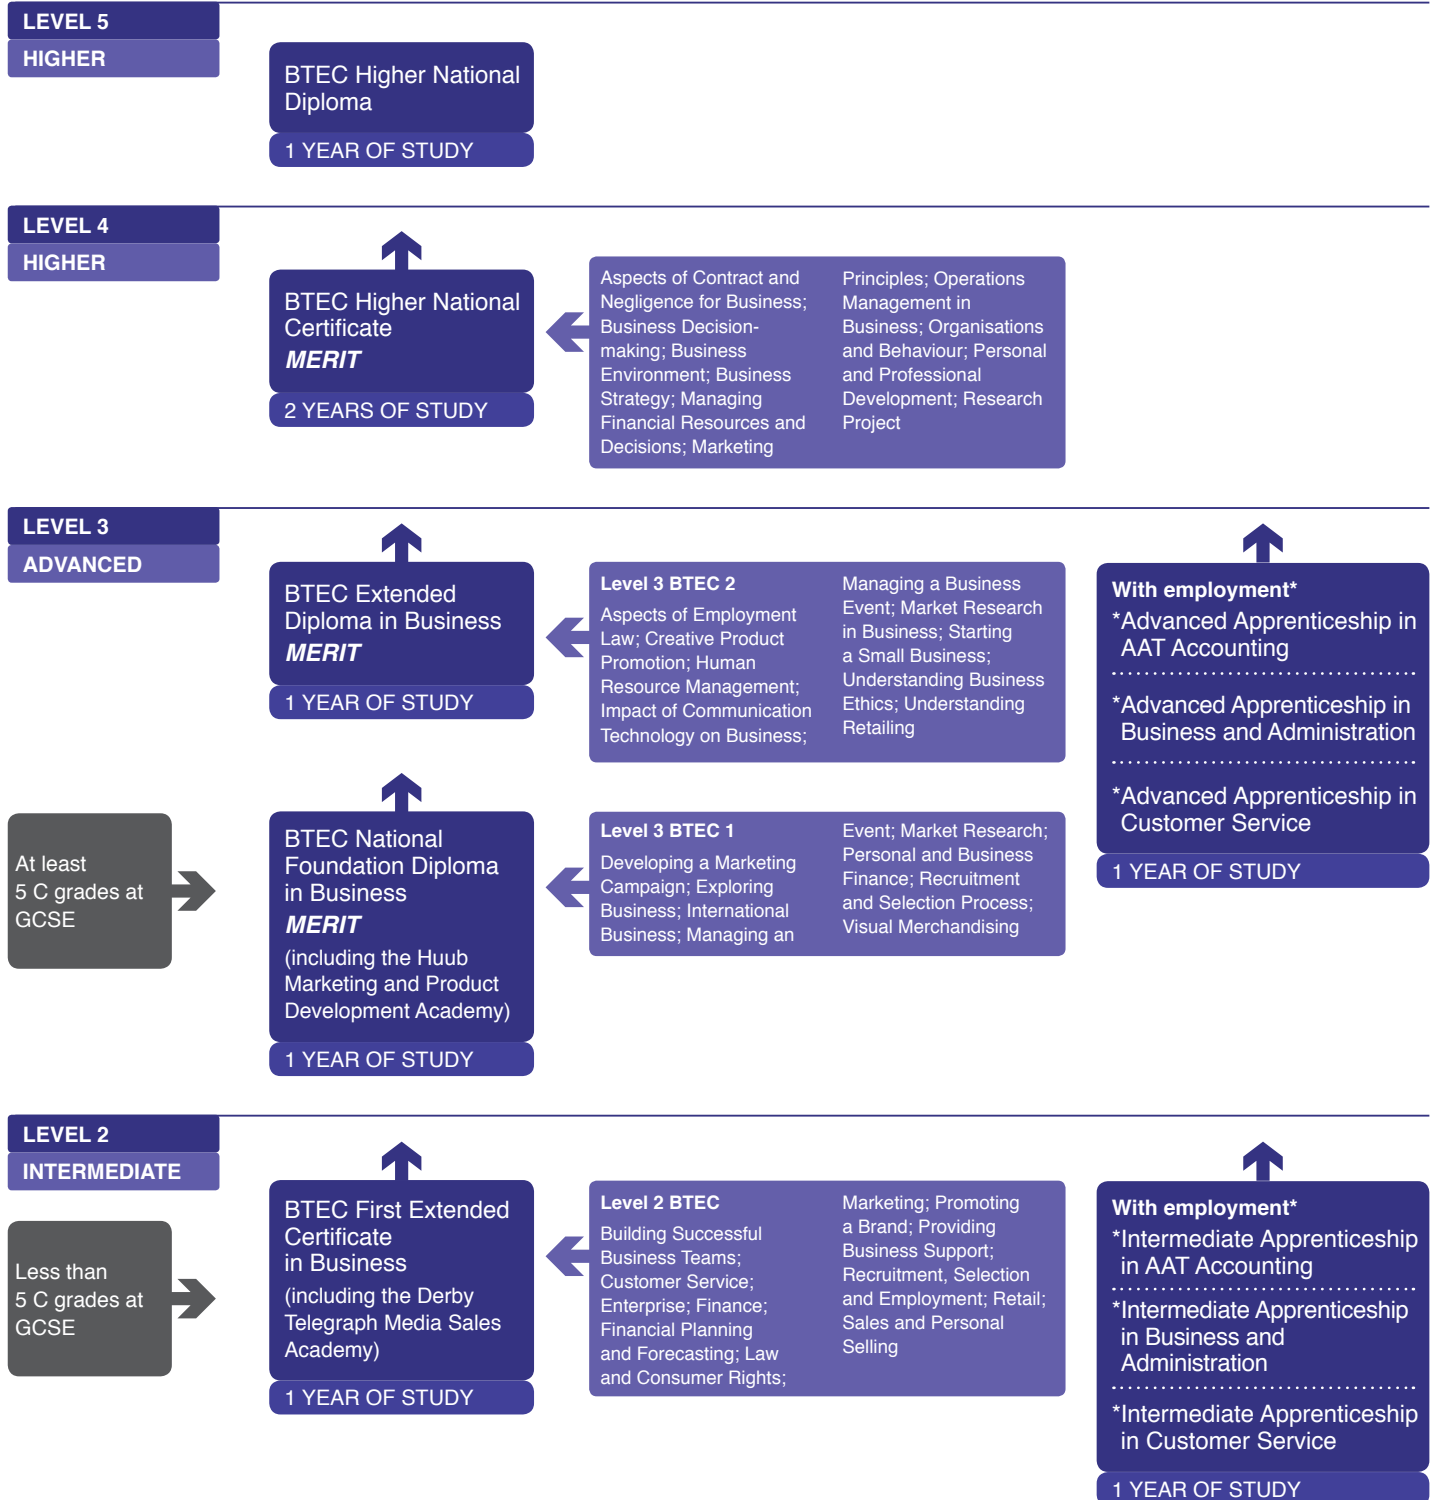 LEVEL 5
HIGHER
BTEC Higher National
Diploma
1 YEAR OF STUDY
LEVEL 4
HIGHER
BTEC Higher National
Certificate
MERIT
2 YEARS OF STUDY
Aspects of Contract and
Negligence for Business;
Business Decision-
making; Business
Environment; Business
Strategy; Managing
Financial Resources and
Decisions; Marketing
Principles; Operations
Management in
Business; Organisations
and Behaviour; Personal
and Professional
Development; Research
Project
LEVEL 3
ADVANCED
BTEC Extended
Diploma in Business
MERIT
1 YEAR OF STUDY
Level 3 BTEC 2
Aspects of Employment
Law; Creative Product
Promotion; Human
Resource Management;
Impact of Communication
Technology on Business;
Managing a Business
Event; Market Research
in Business; Starting
a Small Business;
Understanding Business
Ethics; Understanding
Retailing
With employment*
*Advanced Apprenticeship in
AAT Accounting
*Advanced Apprenticeship in
Business and Administration
*Advanced Apprenticeship in
Customer Service
1 YEAR OF STUDY
At least
5 C grades at
GCSE
BTEC National
Foundation Diploma
in Business
MERIT
(including the Huub
Marketing and Product
Development Academy)
1 YEAR OF STUDY
Level 3 BTEC 1
Developing a Marketing
Campaign; Exploring
Business; International
Business; Managing an
Event; Market Research;
Personal and Business
Finance; Recruitment
and Selection Process;
Visual Merchandising
LEVEL 2
INTERMEDIATE
Less than
5 C grades at
GCSE
BTEC First Extended
Certificate
in Business
(including the Derby
Telegraph Media Sales
Academy)
1 YEAR OF STUDY
Level 2 BTEC
Building Successful
Business Teams;
Customer Service;
Enterprise; Finance;
Financial Planning
and Forecasting; Law
and Consumer Rights;
Marketing; Promoting
a Brand; Providing
Business Support;
Recruitment, Selection
and Employment; Retail;
Sales and Personal
Selling
With employment*
*Intermediate Apprenticeship
in AAT Accounting
*Intermediate Apprenticeship
in Business and
Administration
*Intermediate Apprenticeship
in Customer Service
1 YEAR OF STUDY